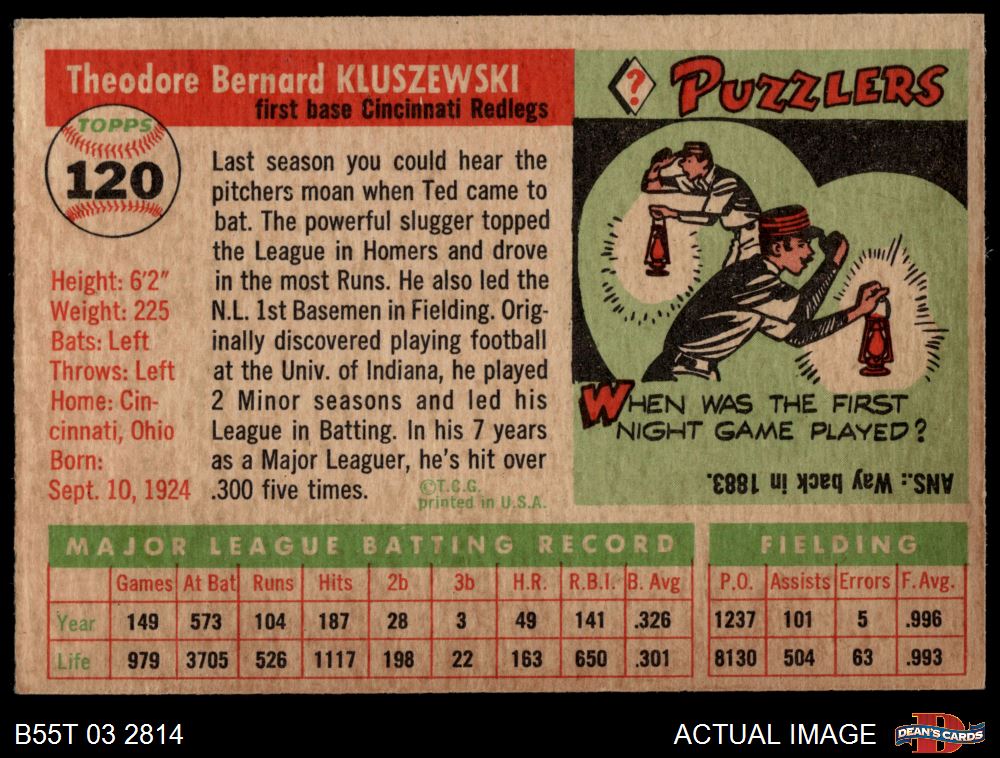 Theodore Bernard KLUSZEWSKI
first base Cincinnati Redlegs
TOPPS
120
Height: 6'2"
Weight: 225
Bats: Left
Throws: Left
Home: Cin-
cinnati, Ohio
Born:
Sept. 10, 1924
Last season you could hear the
pitchers moan when Ted came to
bat. The powerful slugger topped
the League in Homers and drove
in the most Runs. He also led the
N.L. 1st Basemen in Fielding. Orig-
inally discovered playing football
at the Univ. of Indiana, he played
2 Minor seasons and led his
League in Batting. In his 7 years
as a Major Leaguer, he's hit over
.300 five times.
©T.C.G.
printed in U.S.A.
? PUZZLERS
WHEN WAS THE FIRST
NIGHT GAME PLAYED?
ANS.: Way back in 1883.
MAJOR LEAGUE BATTING RECORD
Games At Bat Runs Hits 2b 3b H.R. R.B.I. B. Avg
Year 149 573 104 187 28 3 49 141 .326
Life 979 3705 526 1117 198 22 163 650 .301
FIELDING
P.O. Assists Errors F. Avg.
1237 101 5 .996
8130 504 63 .993
B55T 03 2814
ACTUAL IMAGE
D
DEAN'S CARDS